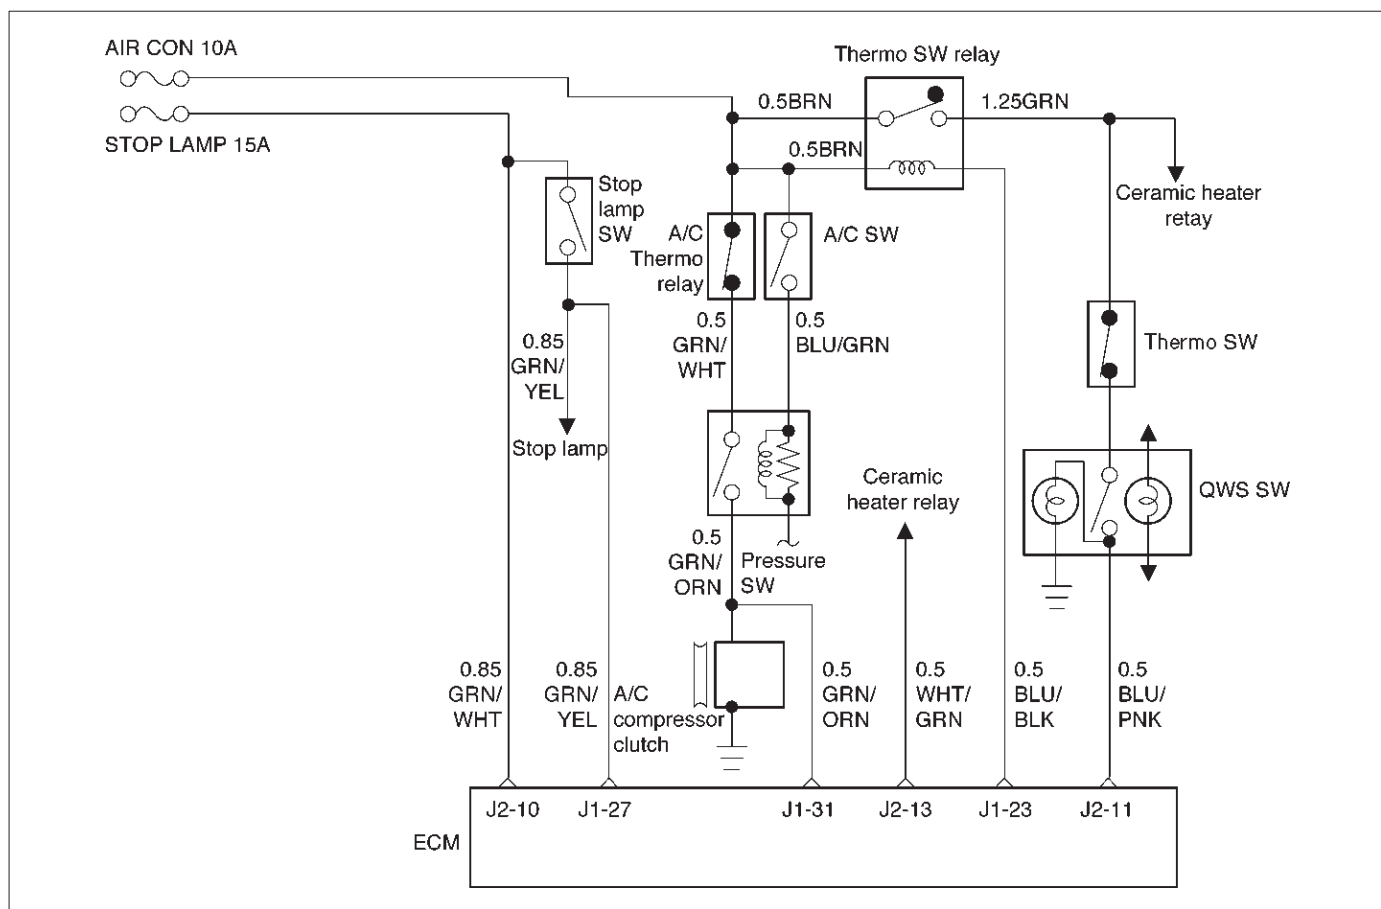 AIR CON 10A
STOP LAMP 15A
Thermo SW relay
0.5BRN
1.25GRN
0.5BRN
Ceramic heater
retay
Stop
lamp
SW
A/C
Thermo
relay
A/C SW
0.85
GRN/
YEL
0.5
GRN/
WHT
0.5
BLU/GRN
Thermo SW
Stop lamp
Ceramic
heater relay
QWS SW
0.5
GRN/
ORN
Pressure
SW
0.85
GRN/
WHT
0.85
GRN/
YEL
A/C
compressor
clutch
0.5
GRN/
ORN
0.5
WHT/
GRN
0.5
BLU/
BLK
0.5
BLU/
PNK
J2-10
J1-27
J1-31
J2-13
J1-23
J2-11
ECM